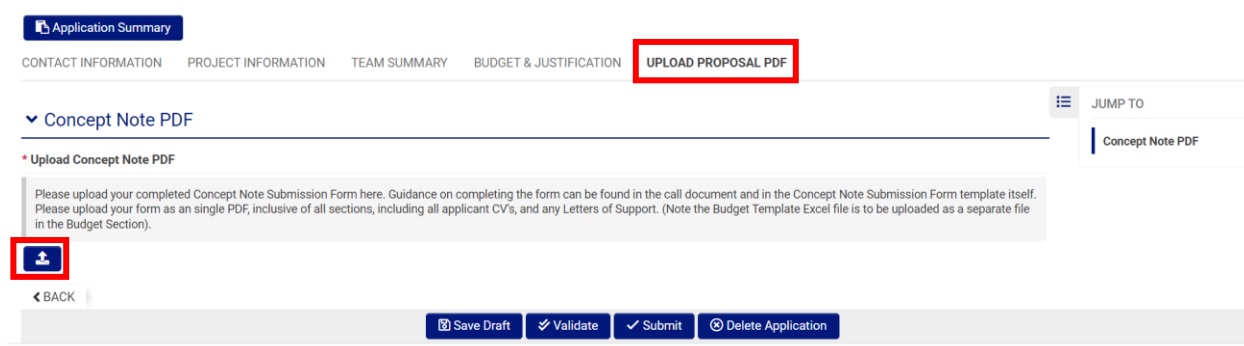 Application Summary
CONTACT INFORMATION PROJECT INFORMATION TEAM SUMMARY BUDGET & JUSTIFICATION UPLOAD PROPOSAL PDF
JUMP TO
Concept Note PDF
Concept Note PDF
* Upload Concept Note PDF
Please upload your completed Concept Note Submission Form here. Guidance on completing the form can be found in the call document and in the Concept Note Submission Form template itself.
Please upload your form as an single PDF, inclusive of all sections, including all applicant CV's, and any Letters of Support. (Note the Budget Template Excel file is to be uploaded as a separate file
in the Budget Section).
BACK
Save Draft Validate Submit Delete Application